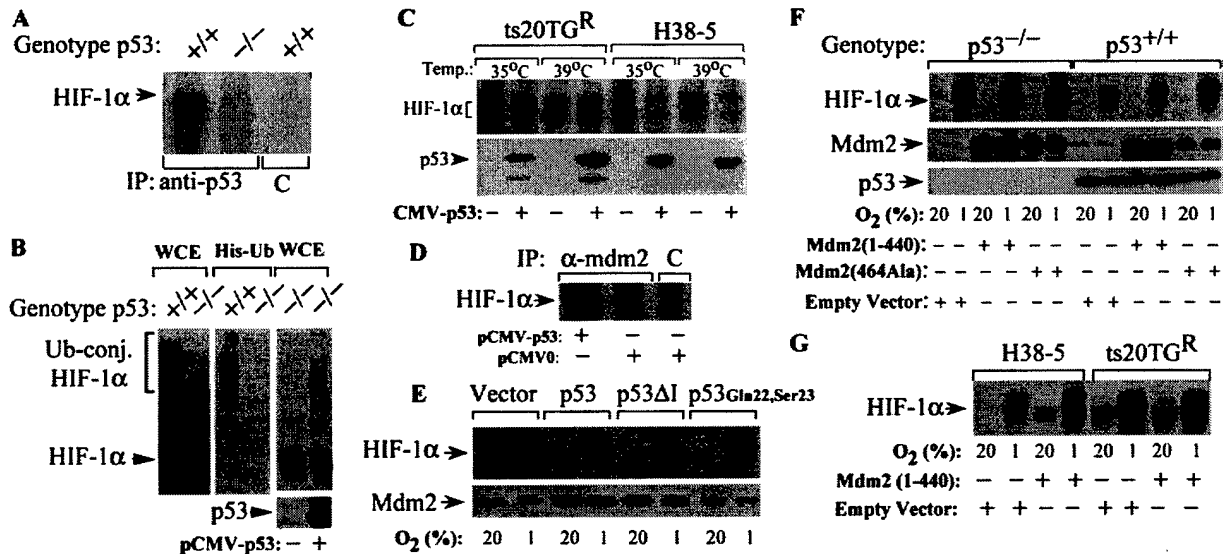 A
Genotype p53: +/+ -/- +/+
HIF-1α
IP: anti-p53 C
B
WCE His-Ub WCE
Genotype p53: +/+ -/- +/+ -/- -/- -/-
Ub-conj.
HIF-1α
HIF-1α
p53
pCMV-p53: - +
C
ts20TG^R H38-5
Temp.: 35°C 39°C 35°C 39°C
HIF-1α[
p53
CMV-p53: - + - + - + - +
D
IP: α-mdm2 C
HIF-1α
pCMV-p53: + - -
pCMV0: - + +
E
Vector p53 p53ΔI p53Gln22,Ser23
HIF-1α
Mdm2
O2 (%): 20 1 20 1 20 1 20 1
F
Genotype: p53-/- p53+/+
HIF-1α
Mdm2
p53
O2 (%): 20 1 20 1 20 1 20 1 20 1 20 1
Mdm2(1-440): - - + + - - - - + + - -
Mdm2(464Ala): - - - - + + - - - - + +
Empty Vector: + + - - - - + + - - - -
G
H38-5 ts20TG^R
HIF-1α
O2 (%): 20 1 20 1 20 1 20 1
Mdm2 (1-440): - - + + - - + +
Empty Vector: + + - - + + - -